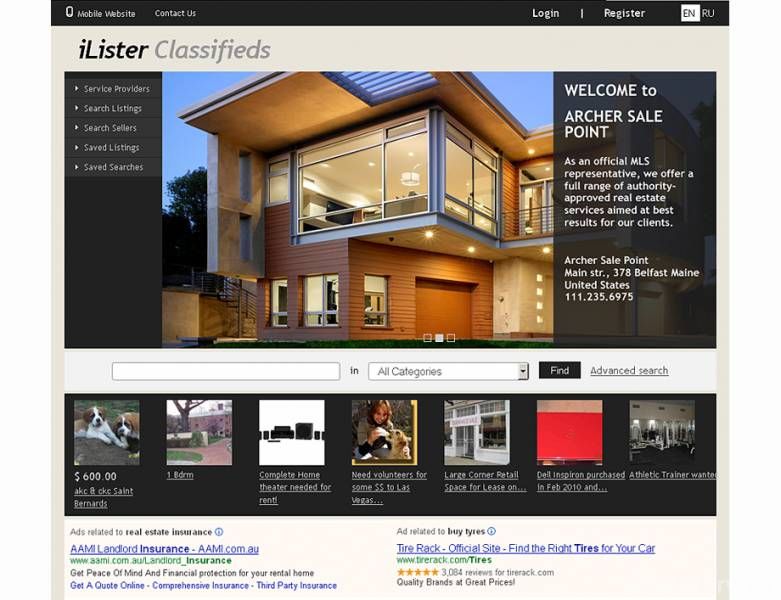 Mobile Website
Contact Us
Login | Register
EN RU
iLister Classifieds
Service Providers
Search Listings
Search Sellers
Saved Listings
Saved Searches
WELCOME to
ARCHER SALE
POINT
As an official MLS
representative, we offer a
full range of authority-
approved real estate
services aimed at best
results for our clients.
Archer Sale Point
Main str., 378 Belfast Maine
United States
111.235.6975
in
All Categories
Find
Advanced search
$ 600.00
akc & ckc Saint
Bernards
1 Bdrm
Complete Home
theater needed for
rent!
Need volunteers for
some $$ to Las
Vegas...
Large Corner Retail
Space for Lease on...
Dell Inspiron purchased
in Feb 2010 and...
Athletic Trainer wante
Ads related to real estate insurance
AAMI Landlord Insurance - AAMI.com.au
www.aami.com.au/Landlord_Insurance
Get Peace Of Mind And Financial protection for your rental home
Get A Quote Online - Comprehensive Insurance - Third Party Insurance
Ad related to buy tyres
Tire Rack - Official Site - Find the Right Tires for Your Car
www.tirerack.com/Tires
3,084 reviews for tirerack.com
Quality Brands at Great Prices!